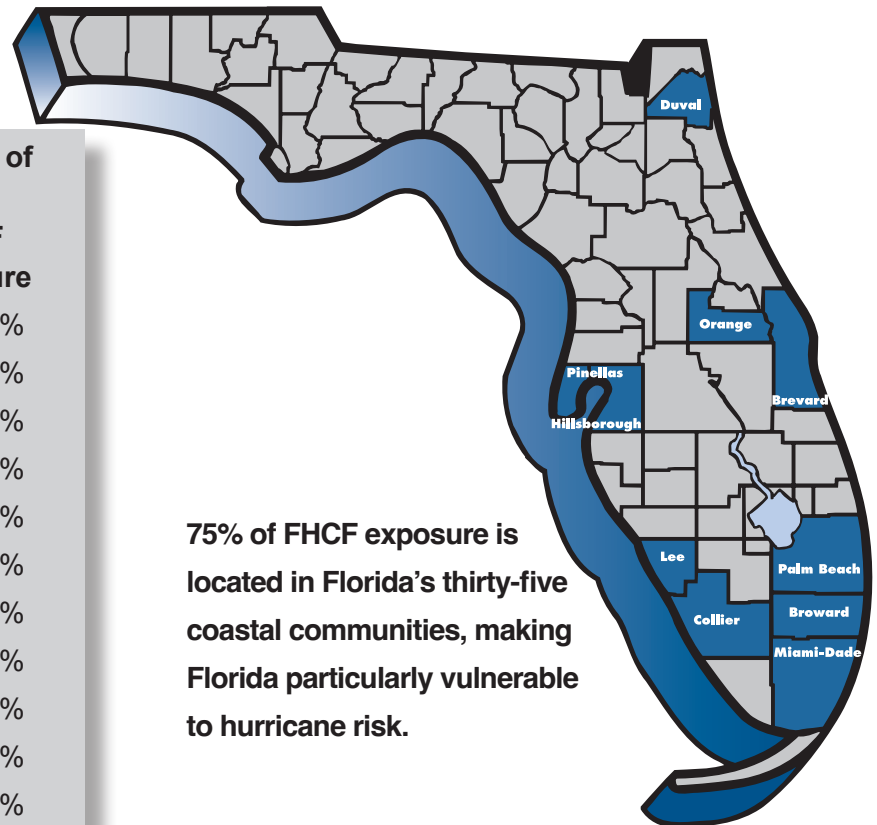 of
ure
%
%
%
%
%
%
%
%
%
%
%
75% of FHCF exposure is
located in Florida's thirty-five
coastal communities, making
Florida particularly vulnerable
to hurricane risk.
Duval
Orange
Pinellas
Brevard
Hillsborough
Lee
Palm Beach
Collier
Broward
Miami-Dade